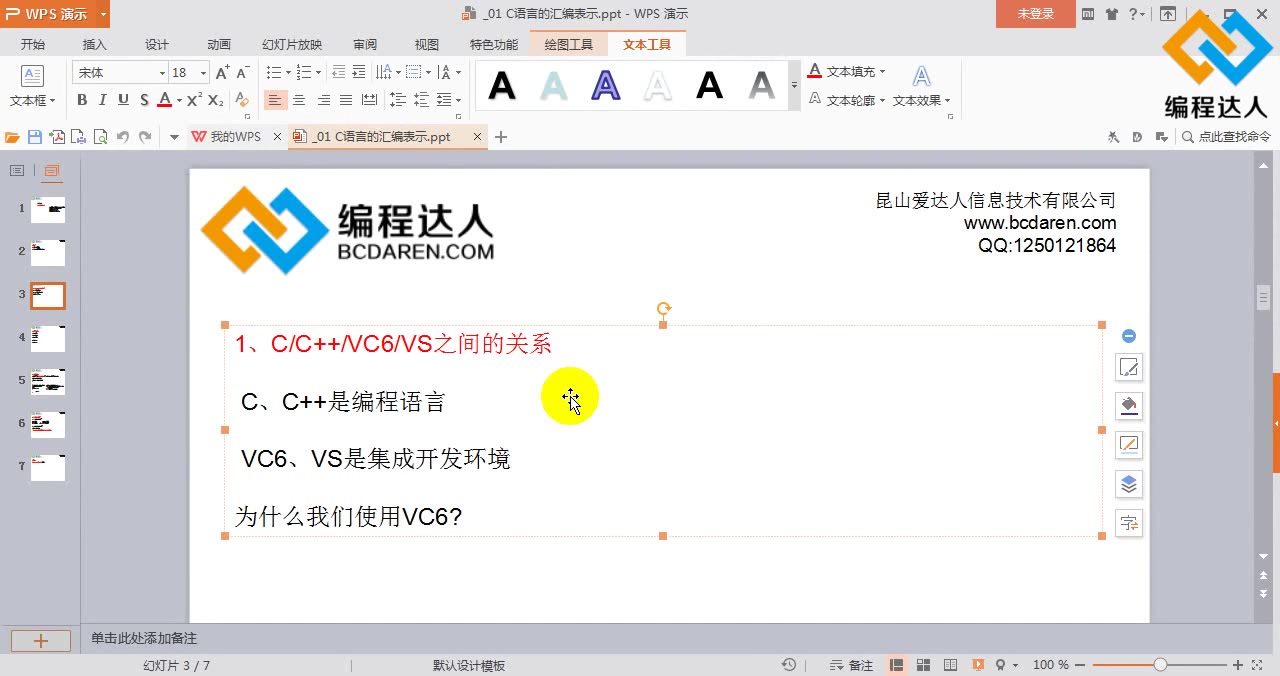 WPS 演示
_01 C语言的汇编表示.ppt - WPS 演示
未登录
开始 插入 设计 动画 幻灯片放映 审阅 视图 特色功能 绘图工具 文本工具
宋体 18
文本框
B I U S A X² X₂
A A A A A A
文本填充
文本轮廓 文本效果
编程达人
我的WPS
_01 C语言的汇编表示.ppt
点此查找命令
编程达人
BCDAREN.COM
昆山爱达人信息技术有限公司
www.bcdaren.com
QQ:1250121864
1、C/C++/VC6/VS之间的关系
C、C++是编程语言
VC6、VS是集成开发环境
为什么我们使用VC6?
1
2
3
4
5
6
7
单击此处添加备注
幻灯片 3 / 7
默认设计模板
备注
100 %